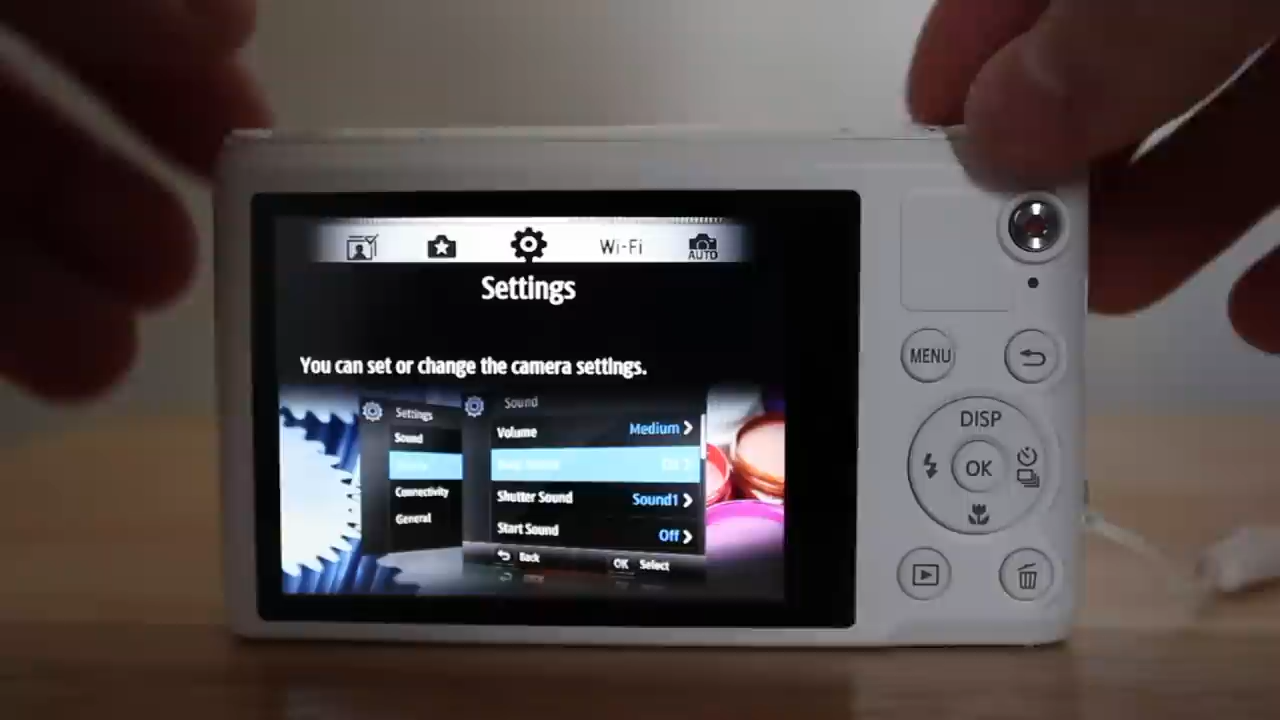 Wi-Fi
AUTO
Settings
You can set or change the camera settings.
Settings
Sound
Connectivity
General
Sound
Volume
Medium
Shutter Sound
Sound1
Start Sound
Off
Back
OK Select
MENU
DISP
OK